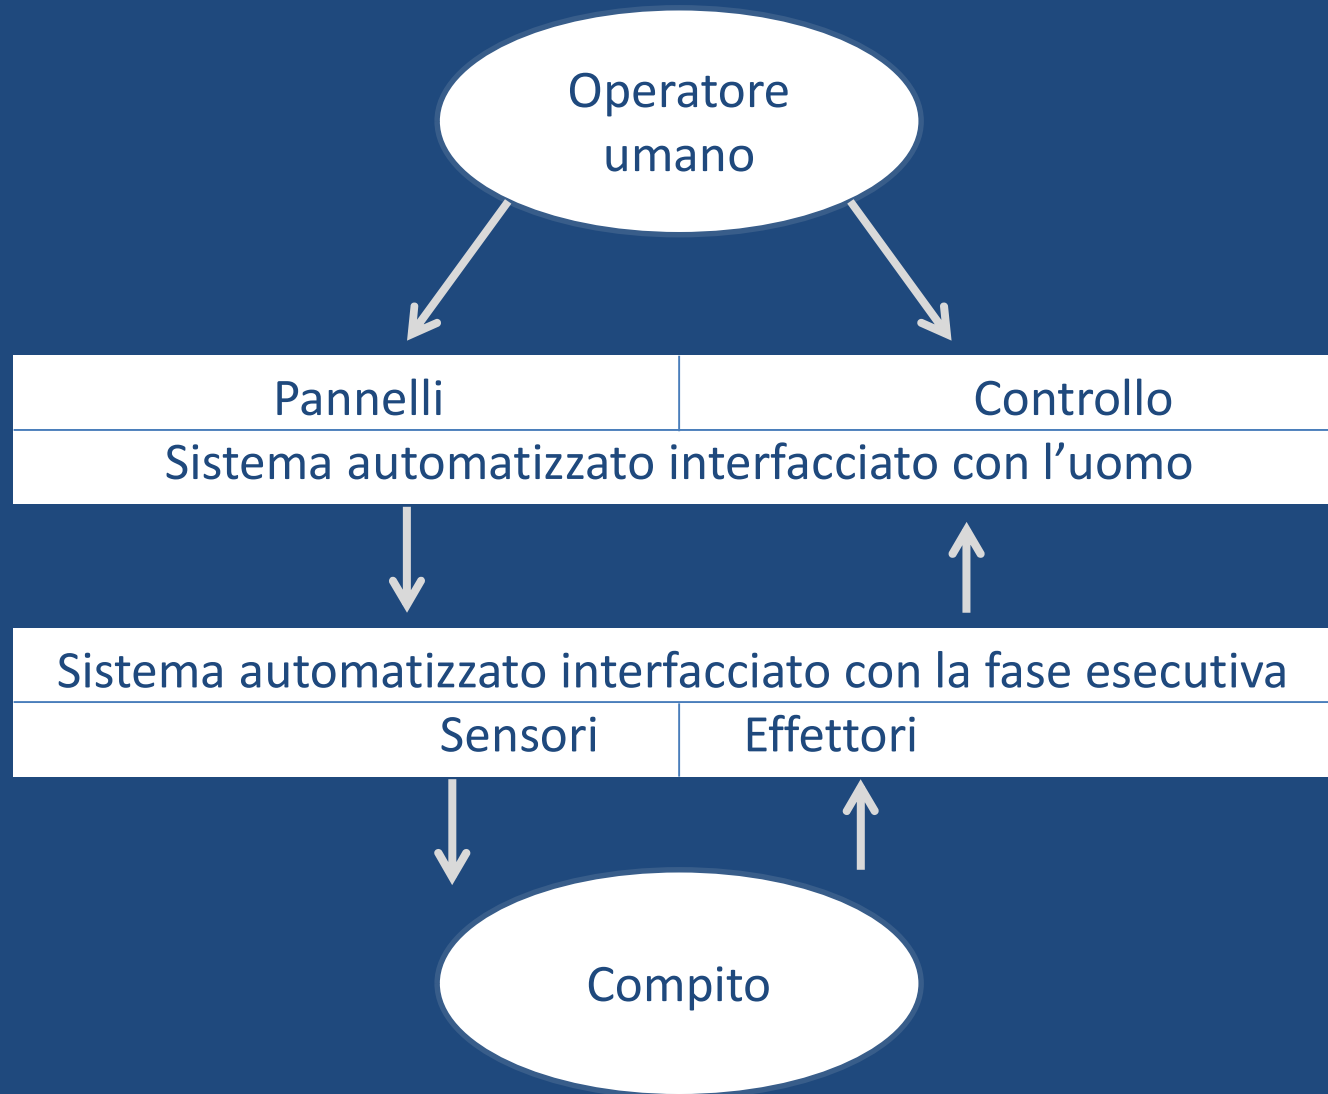 Operatore
umano
Pannelli
Controllo
Sistema automatizzato interfacciato con l’uomo
Sistema automatizzato interfacciato con la fase esecutiva
Sensori
Effettori
Compito